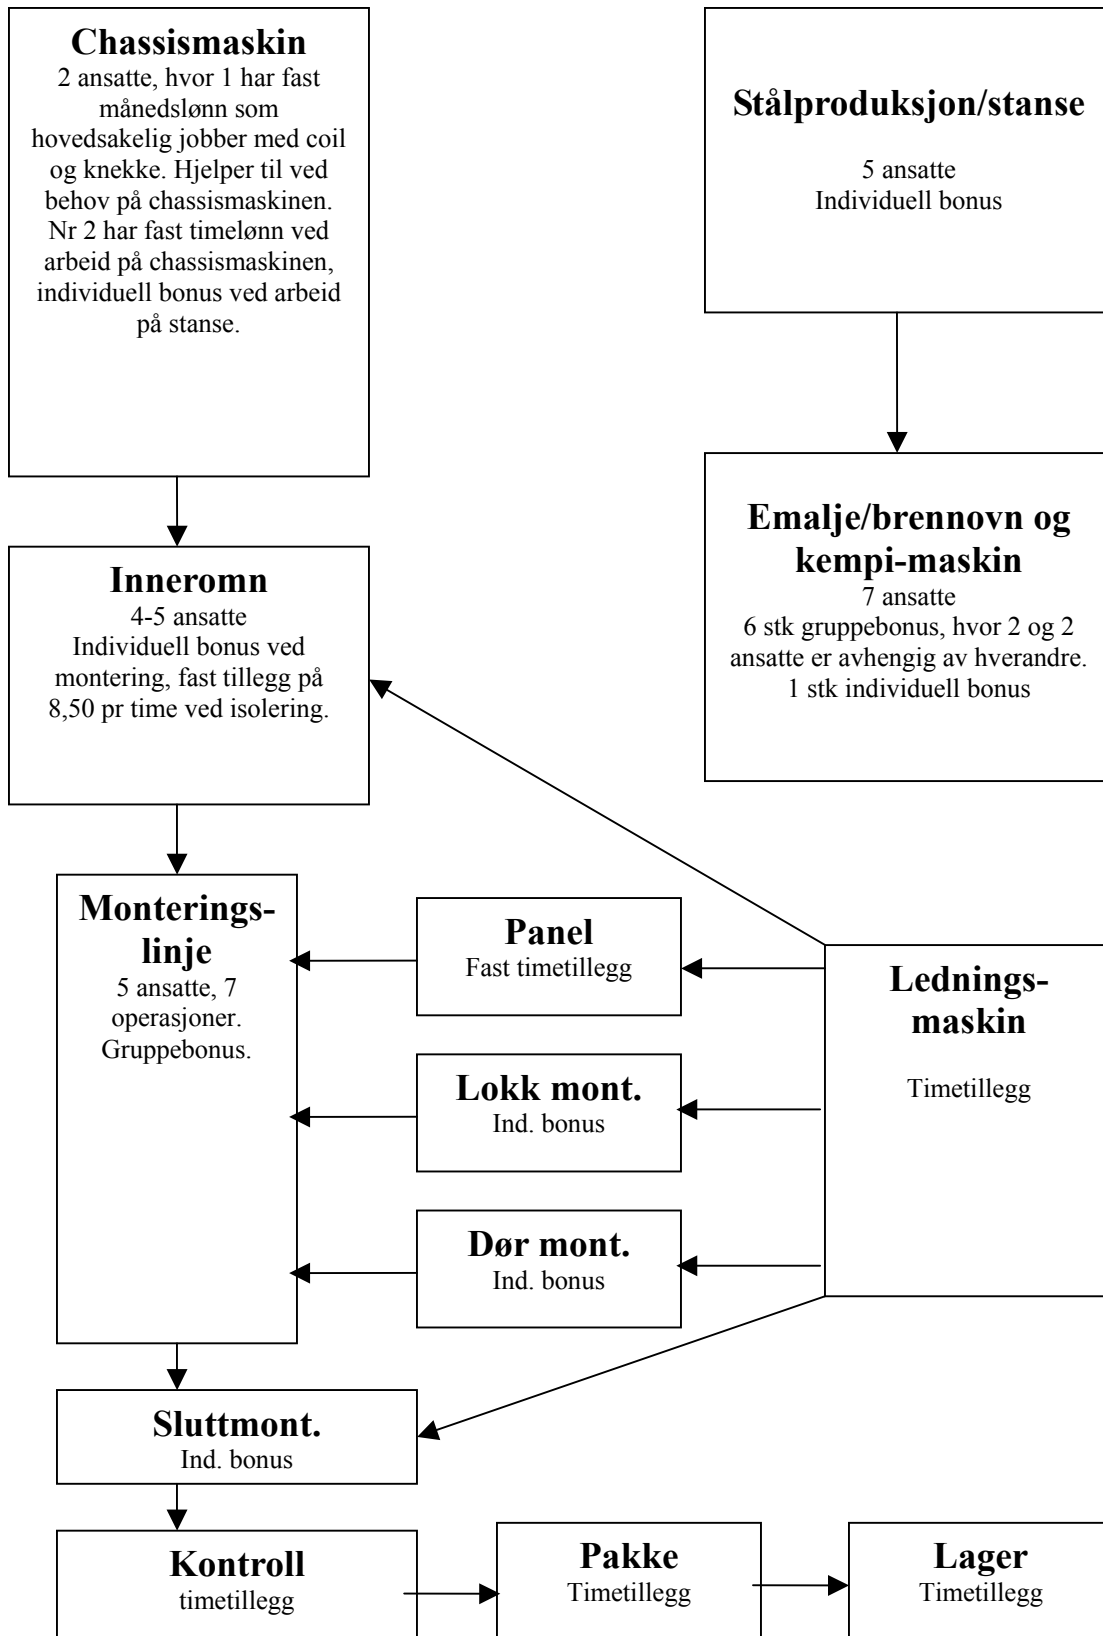 Chassismaskin
2 ansatte, hvor 1 har fast
månedslønn som
hovedsakelig jobber med coil
og knekke. Hjelper til ved
behov på chassismaskinen.
Nr 2 har fast timelønn ved
arbeid på chassismaskinen,
individuell bonus ved arbeid
på stanse.
Stålproduksjon/stanse
5 ansatte
Individuell bonus
Emalje/brennovn og
kempi-maskin
7 ansatte
6 stk gruppebonus, hvor 2 og 2
ansatte er avhengig av hverandre.
1 stk individuell bonus
Inneromn
4-5 ansatte
Individuell bonus ved
montering, fast tillegg på
8,50 pr time ved isolering.
Monterings-
linje
5 ansatte, 7
operasjoner.
Gruppebonus.
Panel
Fast timetillegg
Lokk mont.
Ind. bonus
Dør mont.
Ind. bonus
Lednings-
maskin
Timetillegg
Sluttmont.
Ind. bonus
Kontroll
timetillegg
Pakke
Timetillegg
Lager
Timetillegg